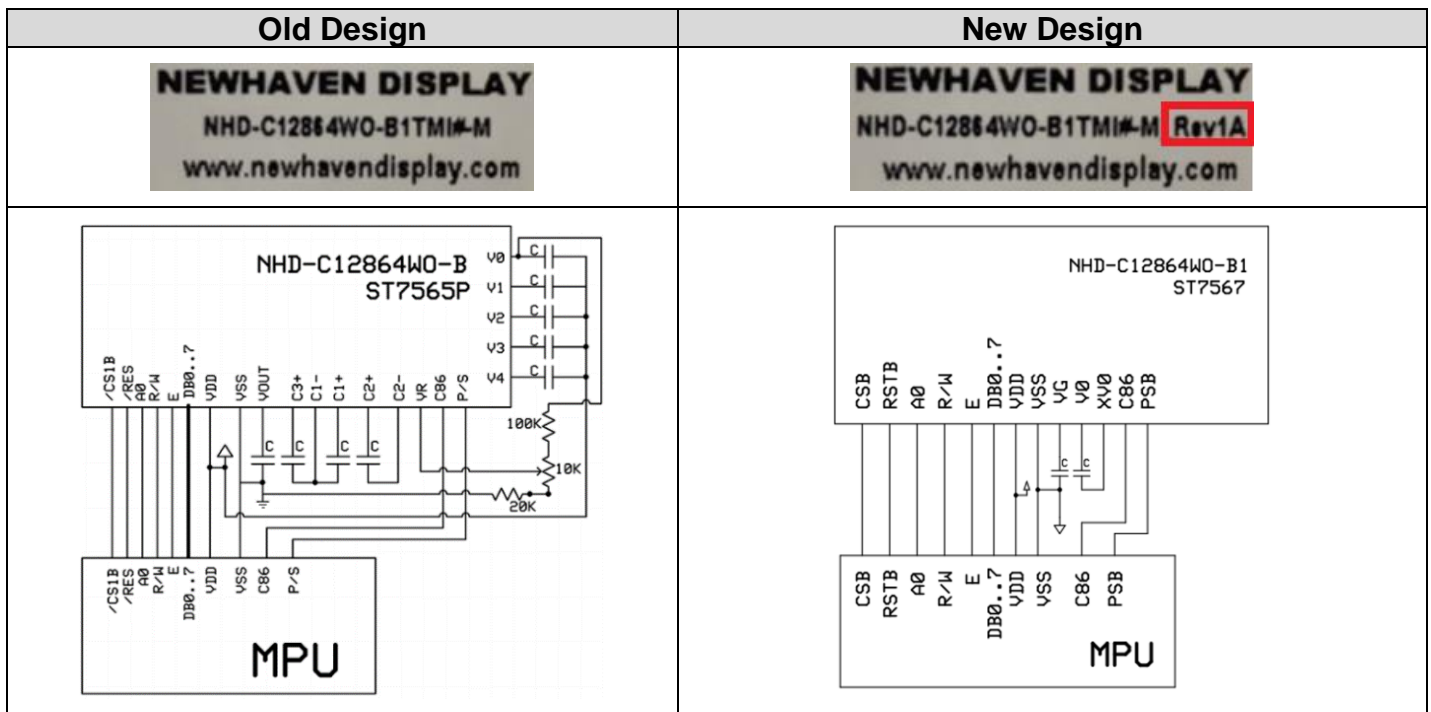 Old Design
New Design
NEWHAVEN DISPLAY
NHD-C12864WO-B1TMI#-M
www.newhavendisplay.com
NEWHAVEN DISPLAY
NHD-C12864WO-B1TMI#-M Rev1A
www.newhavendisplay.com
NHD-C12864WO-B
ST7565P
V0
V1
V2
V3
V4
C
C
C
C
C
/CS1B
/RES
A0
R/W
E
DB0..7
VDD
VSS
VOUT
C3+
C1-
C1+
C2+
C2-
VR
C86
P/S
C
C
C
C
100K
10K
20K
/CS1B
/RES
A0
R/W
E
DB0..7
VDD
VSS
C86
P/S
MPU
NHD-C12864WO-B1
ST7567
CSB
RSTB
A0
R/W
E
DB0..7
VDD
VSS
VG
V0
XV0
C86
PSB
C
C
CSB
RSTB
A0
R/W
E
DB0..7
VDD
VSS
C86
PSB
MPU